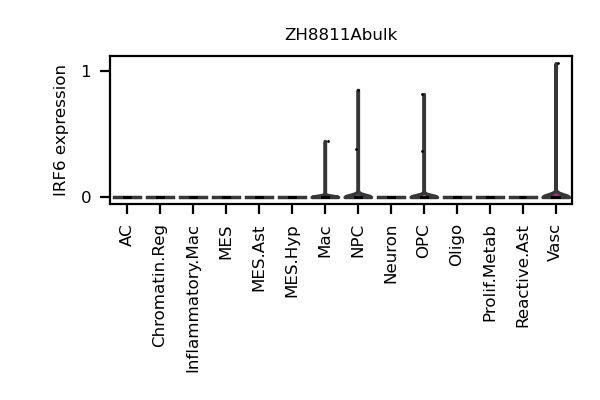 ZH8811Abulk
IRF6 expression
1
0
AC
Chromatin.Reg
Inflammatory.Mac
MES
MES.Ast
MES.Hyp
Mac
NPC
Neuron
OPC
Oligo
Prolif.Metab
Reactive.Ast
Vasc